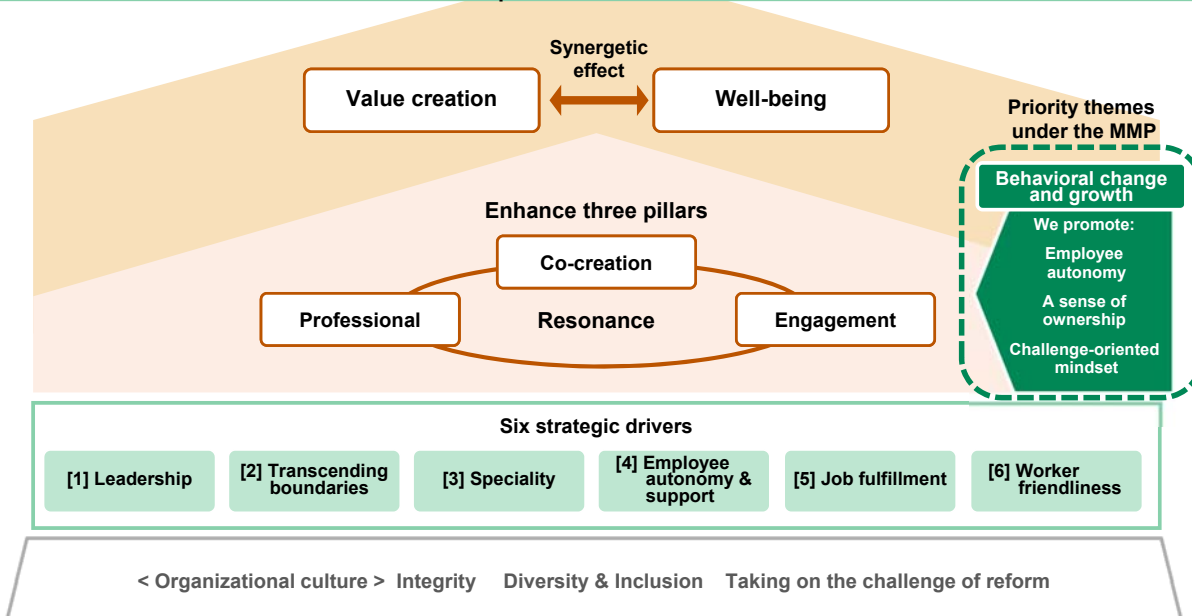 Synergetic
effect
Value creation
Well-being
Priority themes
under the MMP
Behavioral change
and growth
We promote:
Employee
autonomy
A sense of
ownership
Challenge-oriented
mindset
Enhance three pillars
Co-creation
Professional
Resonance
Engagement
Six strategic drivers
[1] Leadership
[2] Transcending
boundaries
[3] Speciality
[4] Employee
autonomy &
support
[5] Job fulfillment
[6] Worker
friendliness
< Organizational culture > Integrity Diversity & Inclusion Taking on the challenge of reform